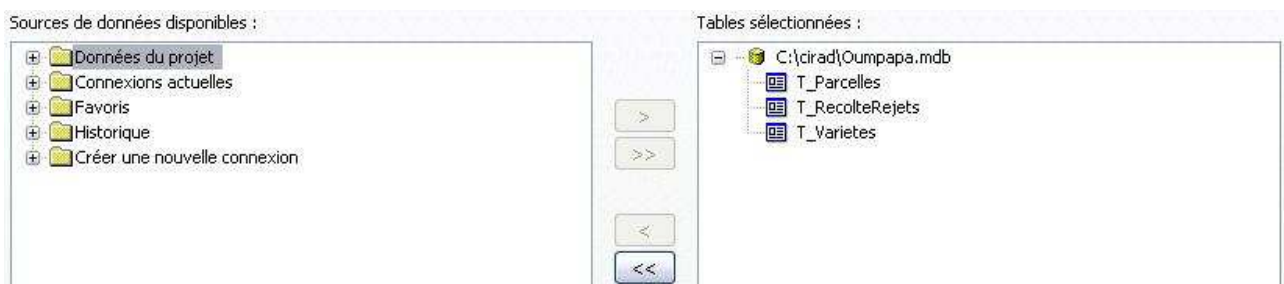 Sources de données disponibles :
Données du projet
Connexions actuelles
Favoris
Historique
Créer une nouvelle connexion
>
>>
<
<<
Tables sélectionnées :
C:\cirad\Oumpapa.mdb
T_Parcelles
T_RecolteRejets
T_Varietes